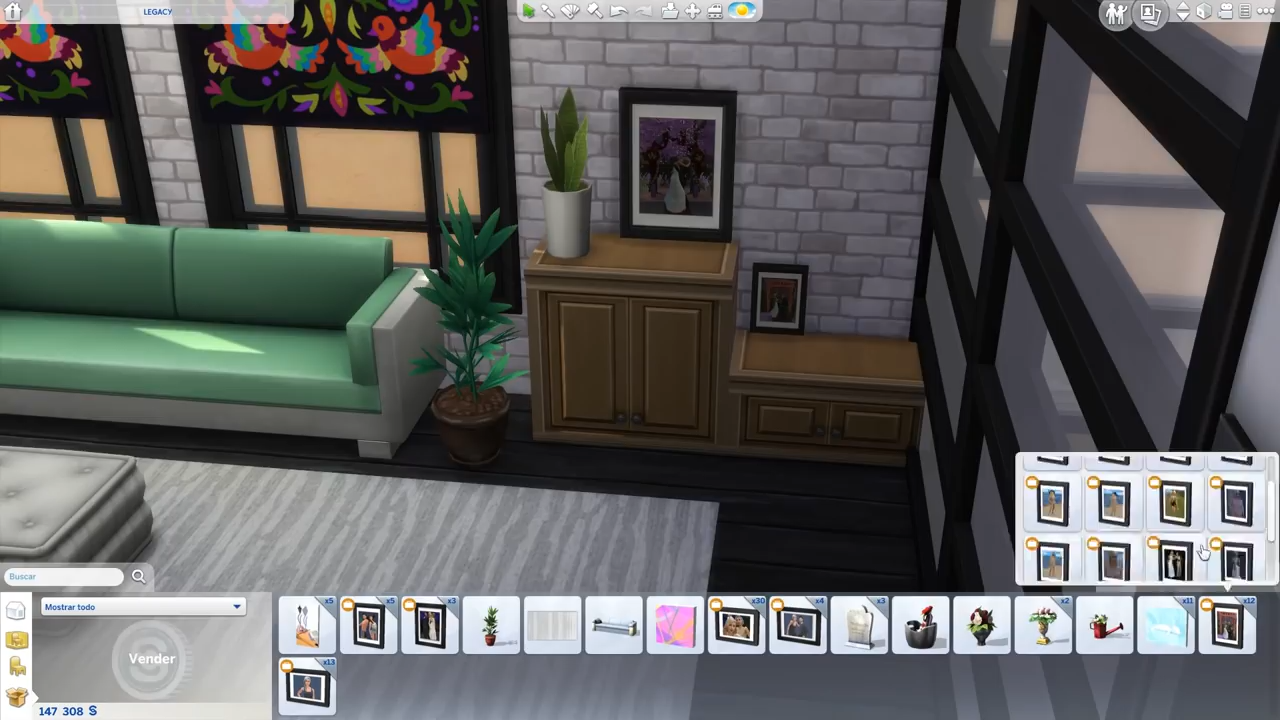 LEGACY
Buscar
Mostrar todo
x5
x5
x3
x30
x4
x3
x2
x11
x12
Vender
x13
147 308 $